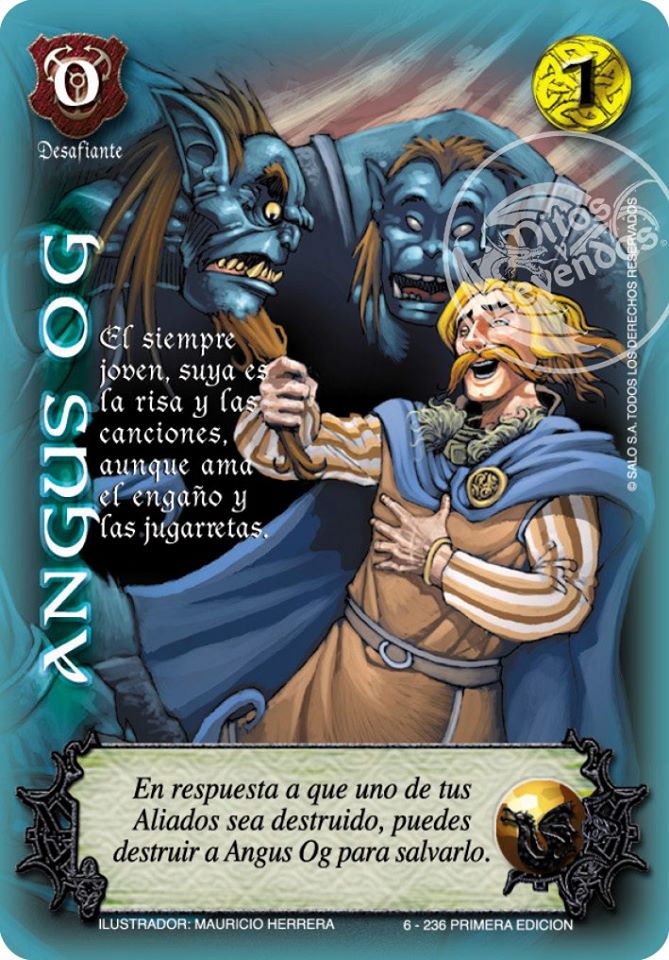 0
1
Desafiante
Mitos
y
Leyendas
ANGUS OG
El siempre
joven, suya es
la risa y las
canciones,
aunque ama
el engaño y
las jugarretas.
© SALO S.A. TODOS LOS DERECHOS RESERVADOS
En respuesta a que uno de tus
Aliados sea destruido, puedes
destruir a Angus Og para salvarlo.
ILUSTRADOR: MAURICIO HERRERA
6 - 236 PRIMERA EDICION